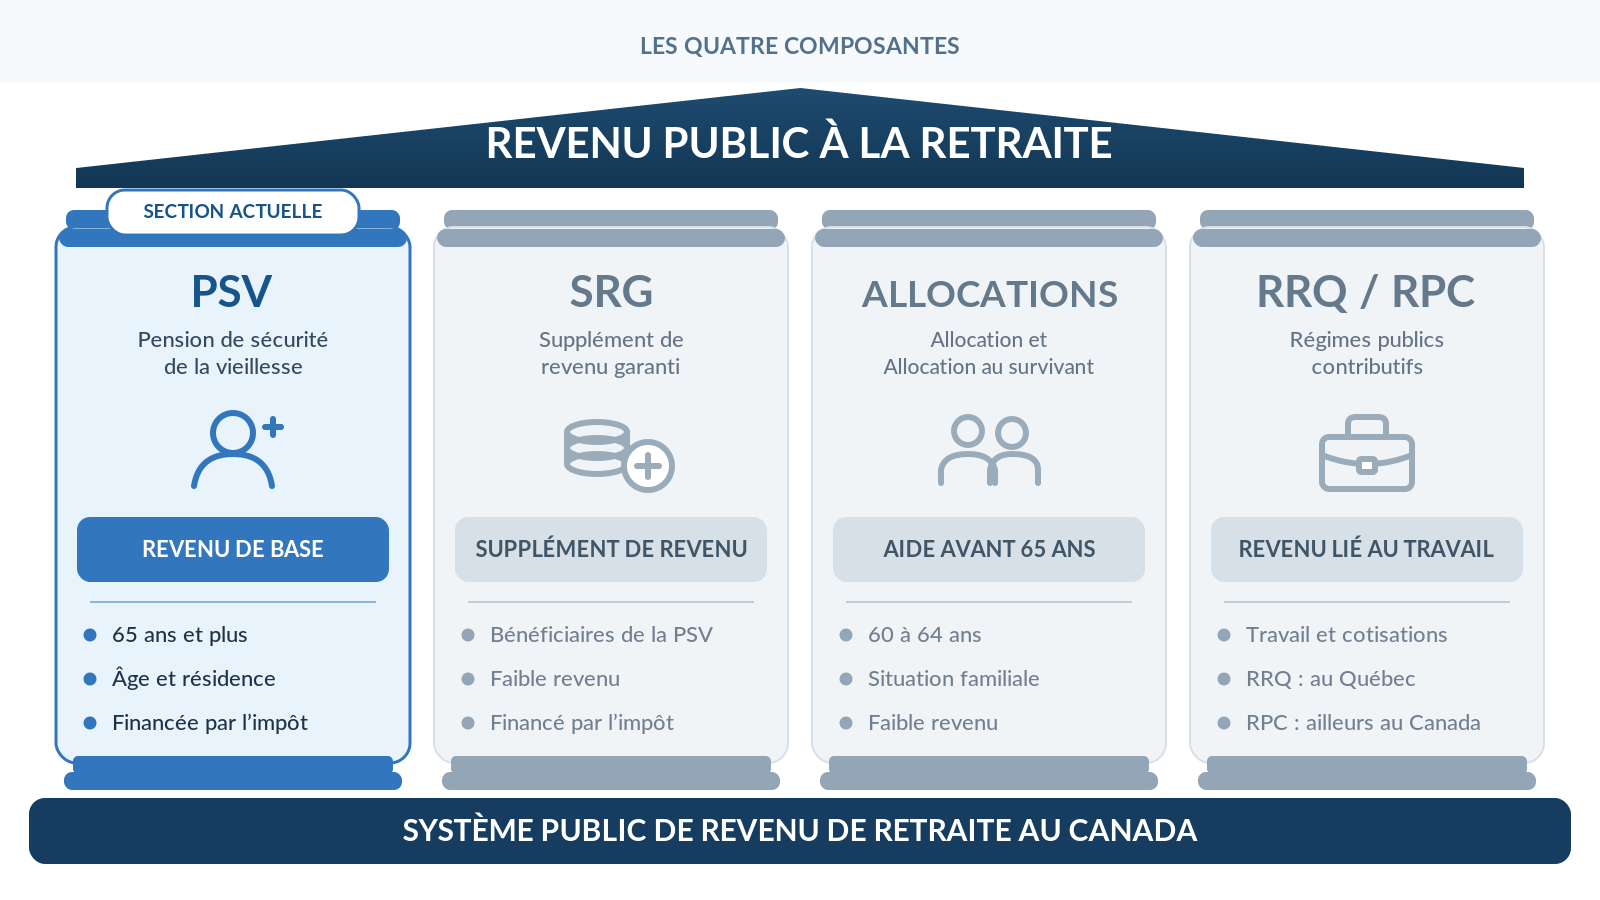 LES QUATRE COMPOSANTES
REVENU PUBLIC À LA RETRAITE
SECTION ACTUELLE
PSV
Pension de sécurité
de la vieillesse
REVENU DE BASE
65 ans et plus
Âge et résidence
Financée par l’impôt
SRG
Supplément de
revenu garanti
SUPPLÉMENT DE REVENU
Bénéficiaires de la PSV
Faible revenu
Financé par l’impôt
ALLOCATIONS
Allocation et
Allocation au survivant
AIDE AVANT 65 ANS
60 à 64 ans
Situation familiale
Faible revenu
RRQ / RPC
Régimes publics
contributifs
REVENU LIÉ AU TRAVAIL
Travail et cotisations
RRQ : au Québec
RPC : ailleurs au Canada
SYSTÈME PUBLIC DE REVENU DE RETRAITE AU CANADA